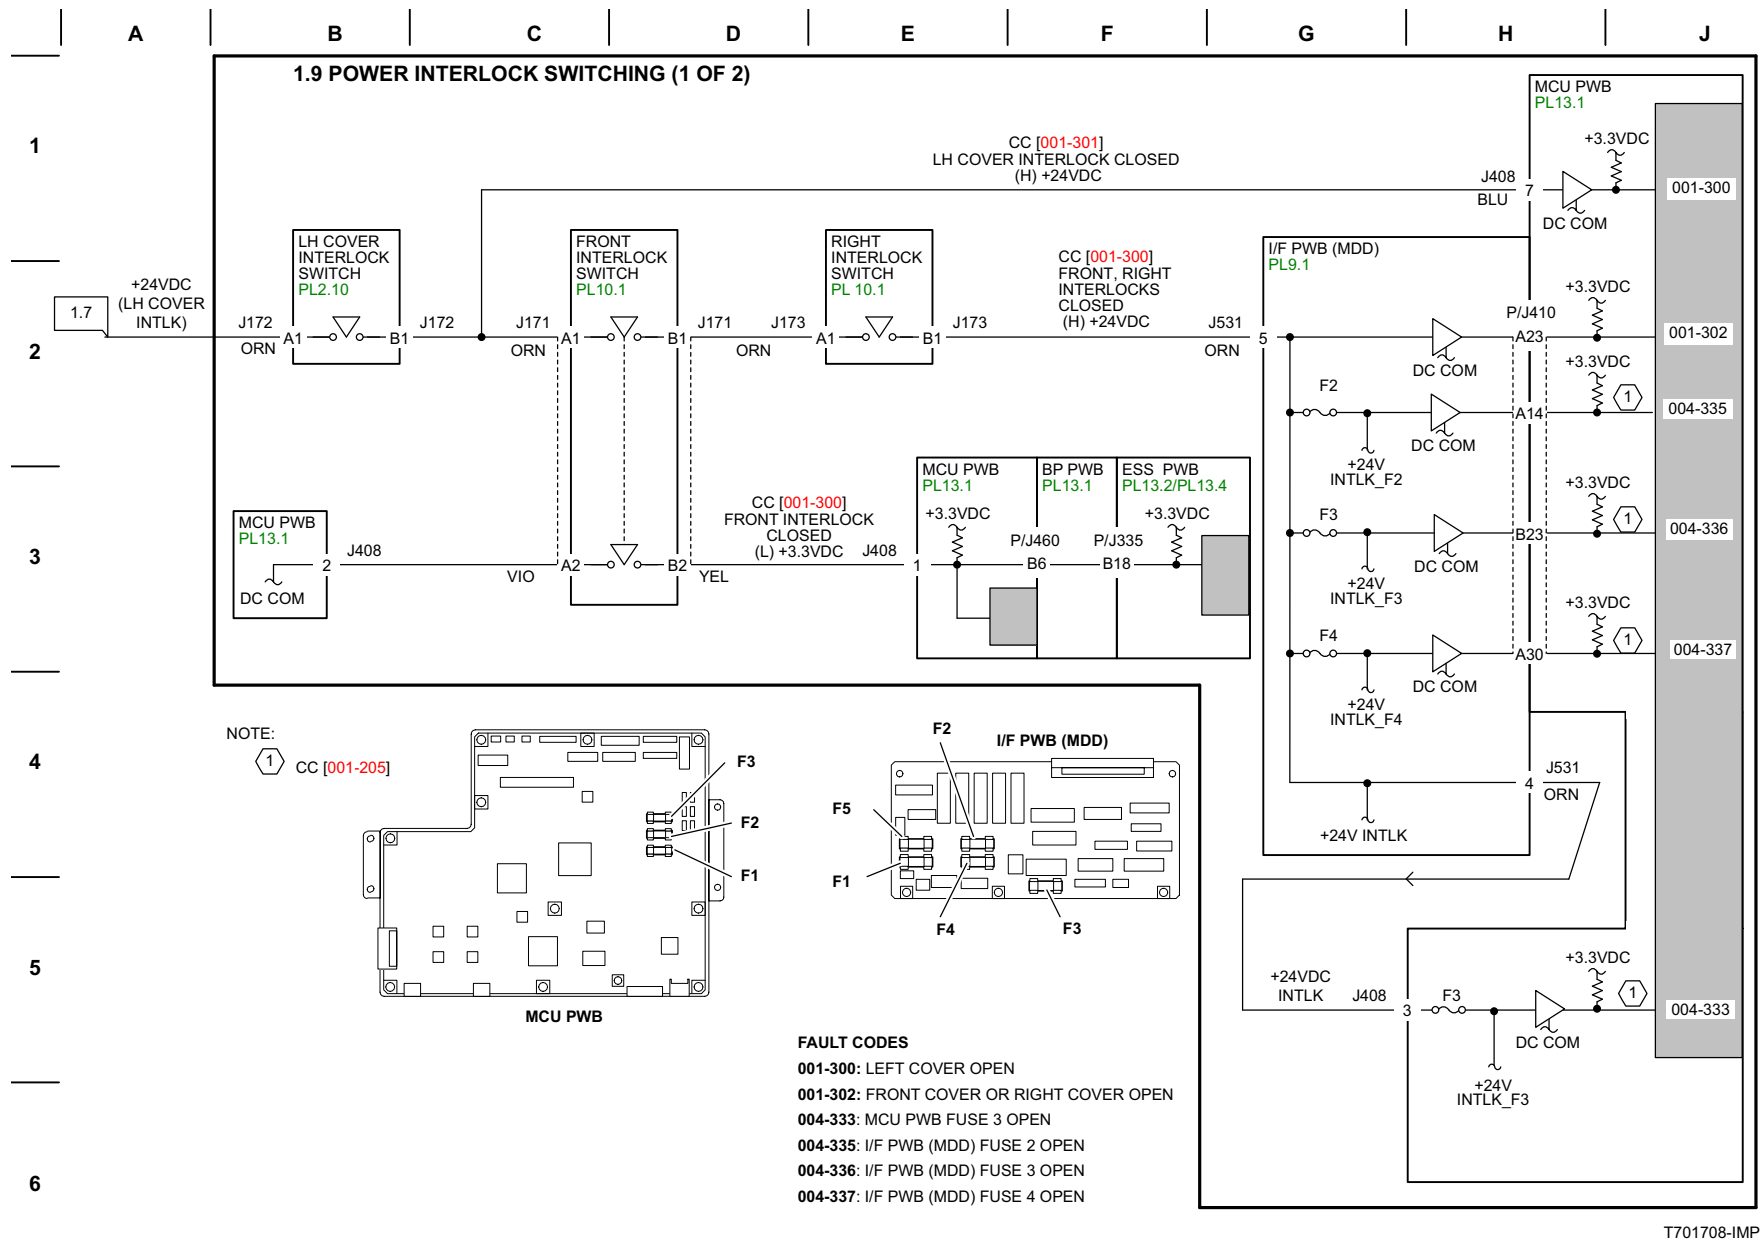 A B C D E F G H J
1.9 POWER INTERLOCK SWITCHING (1 OF 2)
1
MCU PWB
PL13.1
+3.3VDC
CC [001-301]
LH COVER INTERLOCK CLOSED
(H) +24VDC
J408
BLU
7
DC COM
001-300
LH COVER
INTERLOCK
SWITCH
PL2.10
FRONT
INTERLOCK
SWITCH
PL10.1
RIGHT
INTERLOCK
SWITCH
PL 10.1
CC [001-300]
FRONT, RIGHT
INTERLOCKS
CLOSED
(H) +24VDC
I/F PWB (MDD)
PL9.1
2
1.7
+24VDC
(LH COVER
INTLK)
J172
ORN
A1
B1
J172
J171
ORN
A1
B1
J171
ORN
J173
A1
B1
J173
J531
ORN
5
DC COM
P/J410
A23
+3.3VDC
001-302
F2
+24V
INTLK_F2
DC COM
A14
+3.3VDC
1
004-335
3
MCU PWB
PL13.1
2
J408
DC COM
VIO
A2
B2
YEL
CC [001-300]
FRONT INTERLOCK
CLOSED
(L) +3.3VDC
J408
1
MCU PWB
PL13.1
+3.3VDC
P/J460
B6
BP PWB
PL13.1
P/J335
B18
ESS PWB
PL13.2/PL13.4
+3.3VDC
F3
+24V
INTLK_F3
DC COM
B23
+3.3VDC
1
004-336
F4
+24V
INTLK_F4
DC COM
A30
+3.3VDC
1
004-337
4
NOTE:
1
CC [001-205]
F3
F2
F1
MCU PWB
I/F PWB (MDD)
F2
F5
F1
F4
F3
4
J531
ORN
+24V INTLK
5
+24VDC
INTLK
J408
3
F3
+24V
INTLK_F3
DC COM
+3.3VDC
1
004-333
6
FAULT CODES
001-300: LEFT COVER OPEN
001-302: FRONT COVER OR RIGHT COVER OPEN
004-333: MCU PWB FUSE 3 OPEN
004-335: I/F PWB (MDD) FUSE 2 OPEN
004-336: I/F PWB (MDD) FUSE 3 OPEN
004-337: I/F PWB (MDD) FUSE 4 OPEN
T701708-IMP